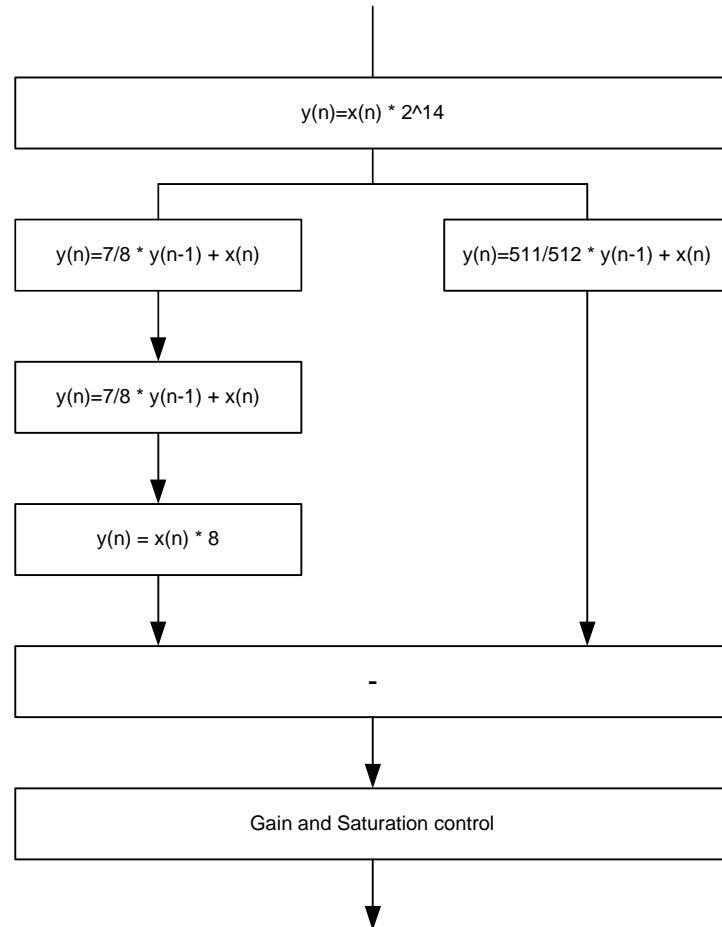 y(n)=x(n) * 2^14
y(n)=7/8 * y(n-1) + x(n)
y(n)=511/512 * y(n-1) + x(n)
y(n)=7/8 * y(n-1) + x(n)
y(n) = x(n) * 8
-
Gain and Saturation control